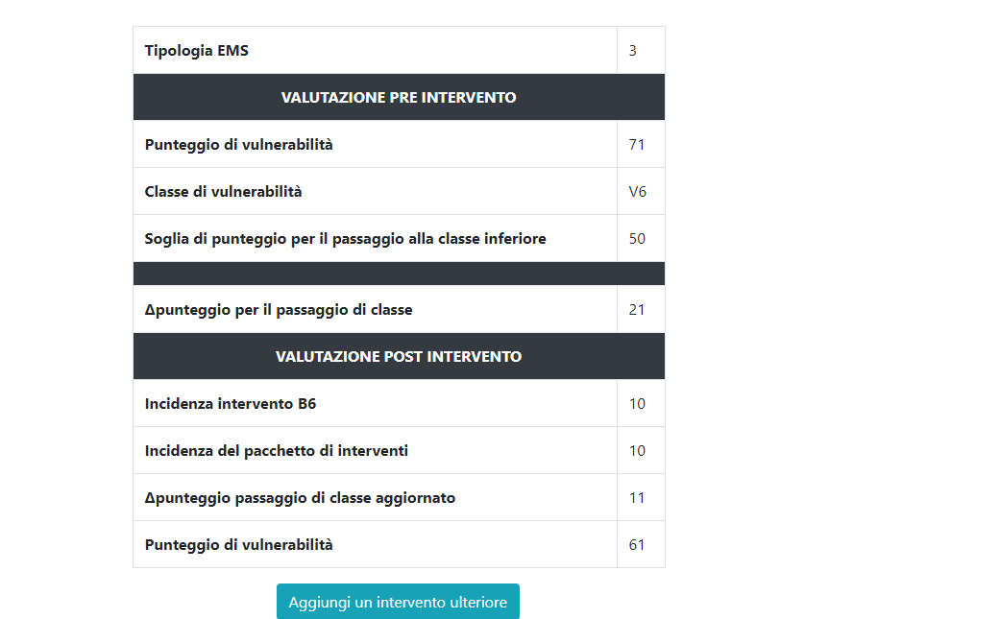 Tipologia EMS 3
VALUTAZIONE PRE INTERVENTO
Punteggio di vulnerabilità 71
Classe di vulnerabilità V6
Soglia di punteggio per il passaggio alla classe inferiore 50
Δpunteggio per il passaggio di classe 21
VALUTAZIONE POST INTERVENTO
Incidenza intervento B6 10
Incidenza del pacchetto di interventi 10
Δpunteggio passaggio di classe aggiornato 11
Punteggio di vulnerabilità 61
Aggiungi un intervento ulteriore